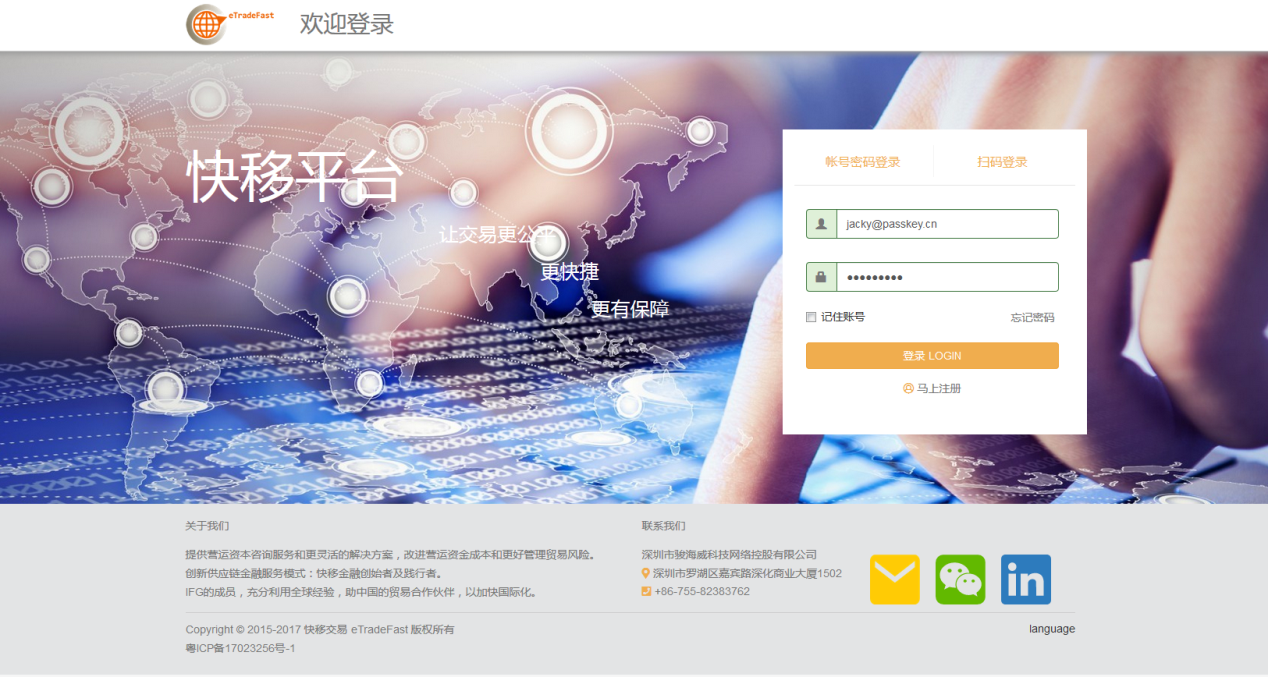 eTradeFast
欢迎登录
快移平台
让交易更公平
更快捷
更有保障
帐号密码登录
扫码登录
jacky@passkey.cn
●●●●●●●●●
记住账号
忘记密码
登录 LOGIN
马上注册
关于我们
提供营运资本咨询服务和更灵活的解决方案，改进营运资金成本和更好管理贸易风险。
创新供应链金融服务模式：快移金融创始者及践行者。
IFG的成员，充分利用全球经验，助中国的贸易合作伙伴，以加快国际化。
联系我们
深圳市骏海威科技网络控股有限公司
深圳市罗湖区嘉宾路深化商业大厦1502
+86-755-82383762
in
Copyright © 2015-2017 快移交易 eTradeFast 版权所有
粤ICP备17023256号-1
language